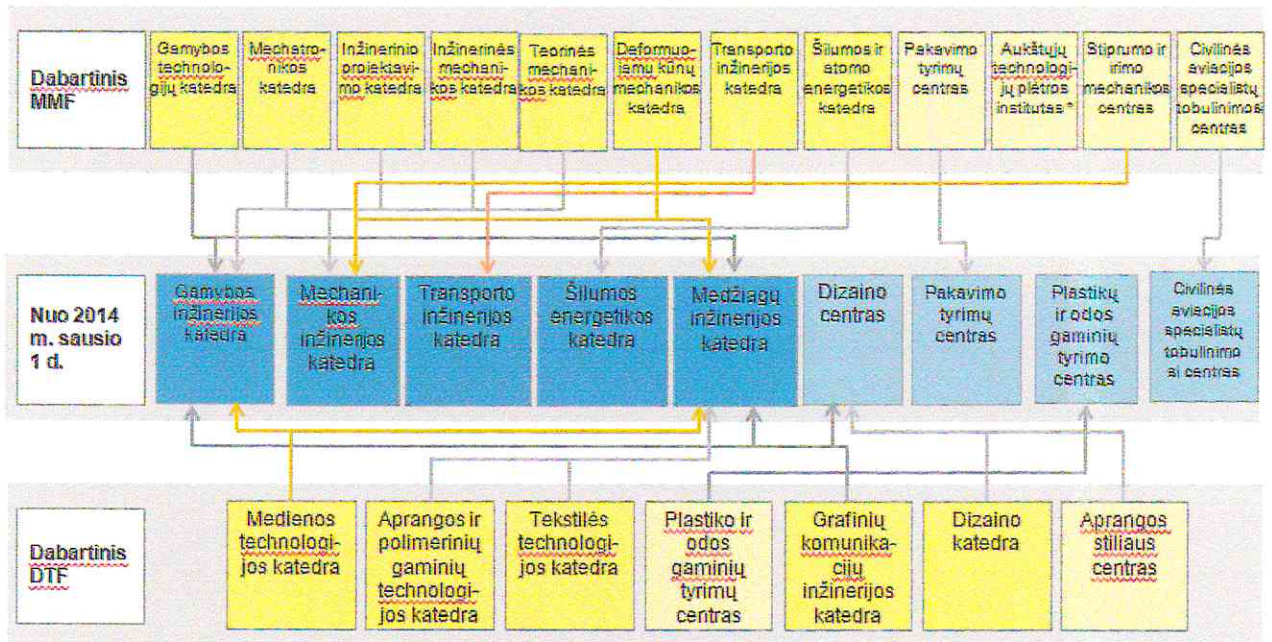 Dabartinis
MMF
Gamybos
technolo-
gijų katedra
Mechatro-
nikos
katedra
Inžinerinio
projektavi-
mo katedra
Inžinerinės
mechani-
kos katedra
Teorinės
mechani-
kos katedra
Deformuo-
jamu kūnų
mechanikos
katedra
Transporto
inžinerijos
katedra
Šilumos ir
atomo
energetikos
katedra
Pakavimo
tyrimų
centras
Aukštųjų
technologi-
jų plėtros
institutas *
Stiprumo ir
irimo
mechanikos
centras
Civilinės
aviacijos
specialistų
tobulinimosi
centras
Nuo 2014
m. sausio
1 d.
Gamybos
inžinerijos
katedra
Mechani-
kos
inžinerijos
katedra
Transporto
inžinerijos
katedra
Šilumos
energetikos
katedra
Medžiagų
inžinerijos
katedra
Dizaino
centras
Pakavimo
tyrimų
centras
Plastikų
ir odos
gaminių
tyrimo
centras
Civilinės
aviacijos
specialistų
tobulinimo
si centras
Dabartinis
DTF
Medienos
technologi-
jos katedra
Aprangos ir
polimerinių
gaminių
technologi-
jos katedra
Tekstilės
technologi-
jos katedra
Plastiko ir
odos
gaminių
tyrimų
centras
Grafinių
komunika-
cijų
inžinerijos
katedra
Dizaino
katedra
Aprangos
stiliaus
centras